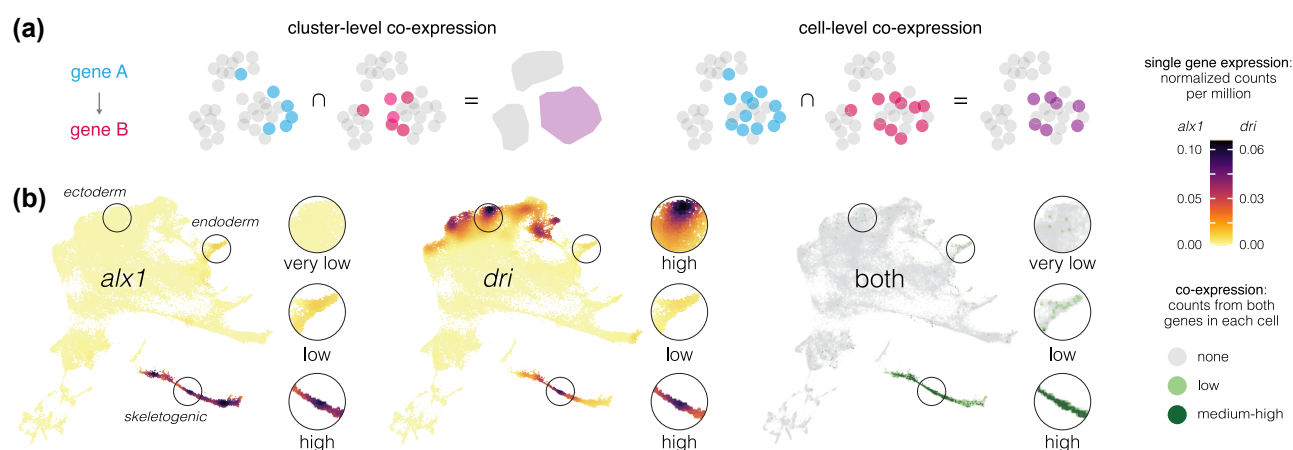 (a)
cluster-level co-expression
cell-level co-expression
gene A
gene B
∩
=
∩
=
single gene expression:
normalized counts
per million
alx1
dri
0.10
0.06
0.05
0.03
0.00
0.00
(b)
ectoderm
endoderm
alx1
skeletogenic
very low
low
high
dri
high
low
high
both
very low
low
high
co-expression:
counts from both
genes in each cell
none
low
medium-high